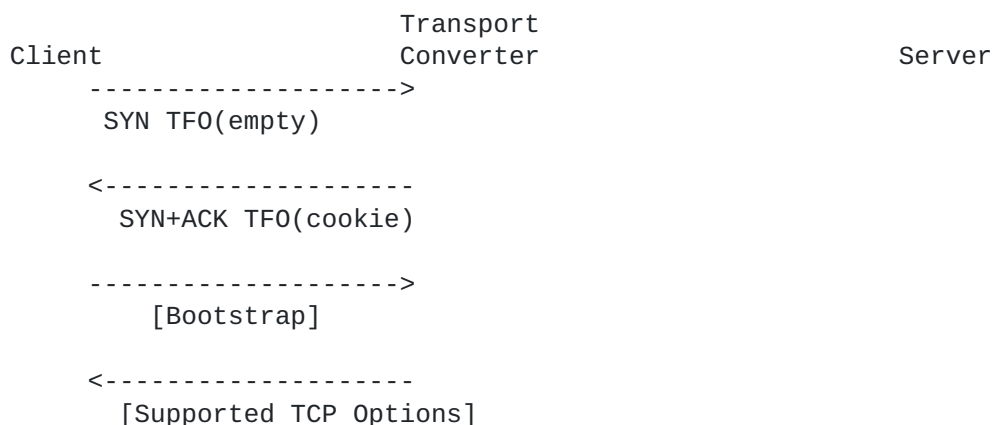 Transport
Client                   Converter                       Server
     -------------------->
      SYN TFO(empty)

     <--------------------
       SYN+ACK TFO(cookie)

     -------------------->
         [Bootstrap]

     <--------------------
       [Supported TCP Options]